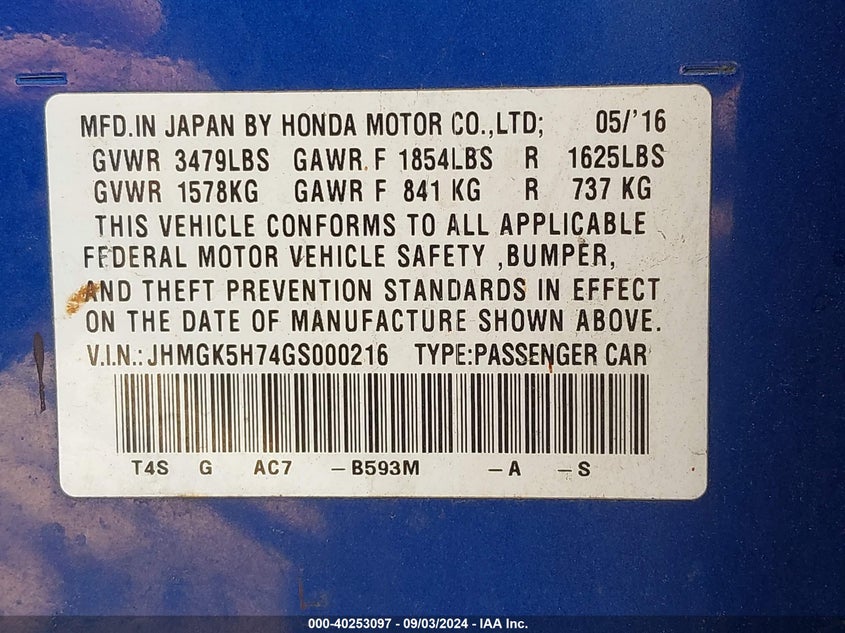 MFD.IN JAPAN BY HONDA MOTOR CO.,LTD; 05/'16
GVWR 3479LBS GAWR F 1854LBS R 1625LBS
GVWR 1578KG GAWR F 841 KG R 737 KG
THIS VEHICLE CONFORMS TO ALL APPLICABLE
FEDERAL MOTOR VEHICLE SAFETY ,BUMPER,
AND THEFT PREVENTION STANDARDS IN EFFECT
ON THE DATE OF MANUFACTURE SHOWN ABOVE.
V.I.N.: JHMGK5H74GS000216 TYPE:PASSENGER CAR
T4S G AC7 -B593M -A -S
000-40253097 - 09/03/2024 - IAA Inc.